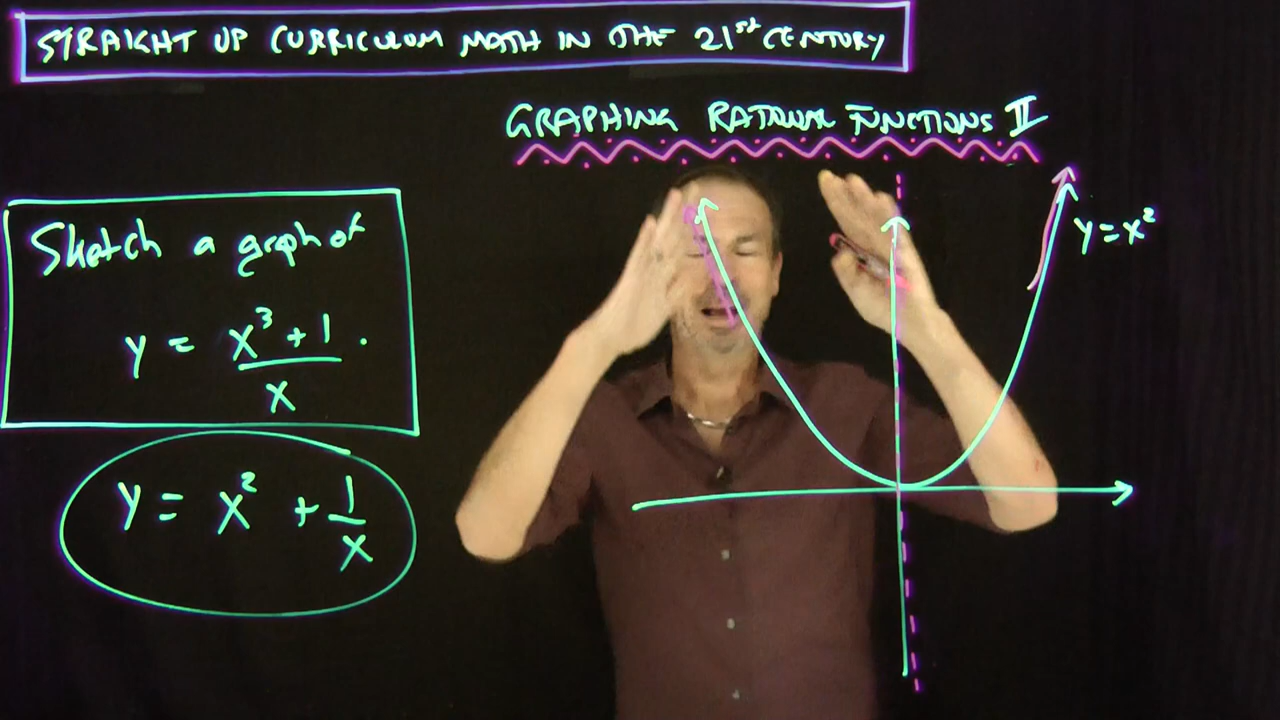 STRAIGHT UP CURRICULUM MATH IN THE 21st CENTURY
GRAPHING RATIONAL FUNCTIONS II
Sketch a graph of
y = x³ + 1 / x .
y = x² + 1/x
y = x²